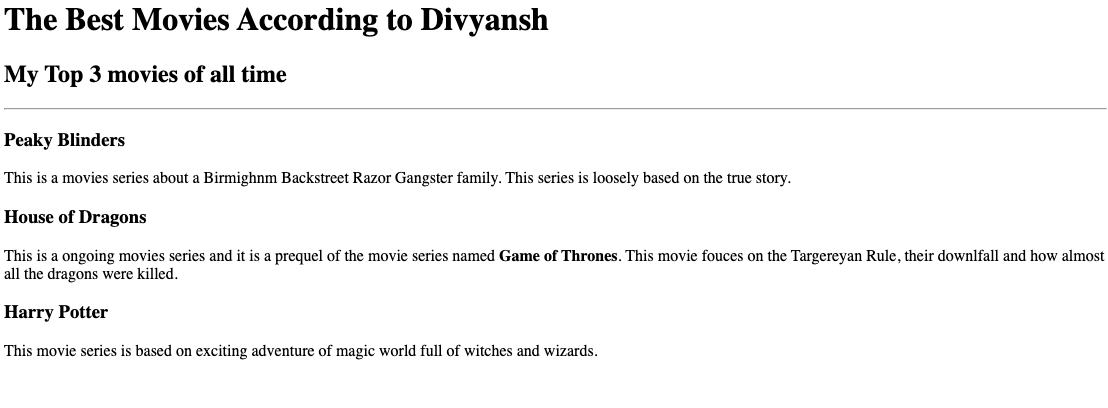 The Best Movies According to Divyansh
My Top 3 movies of all time
Peaky Blinders
This is a movies series about a Birmighnm Backstreet Razor Gangster family. This series is loosely based on the true story.
House of Dragons
This is a ongoing movies series and it is a prequel of the movie series named Game of Thrones. This movie fouces on the Targereyan Rule, their downlfall and how almost
all the dragons were killed.
Harry Potter
This movie series is based on exciting adventure of magic world full of witches and wizards.